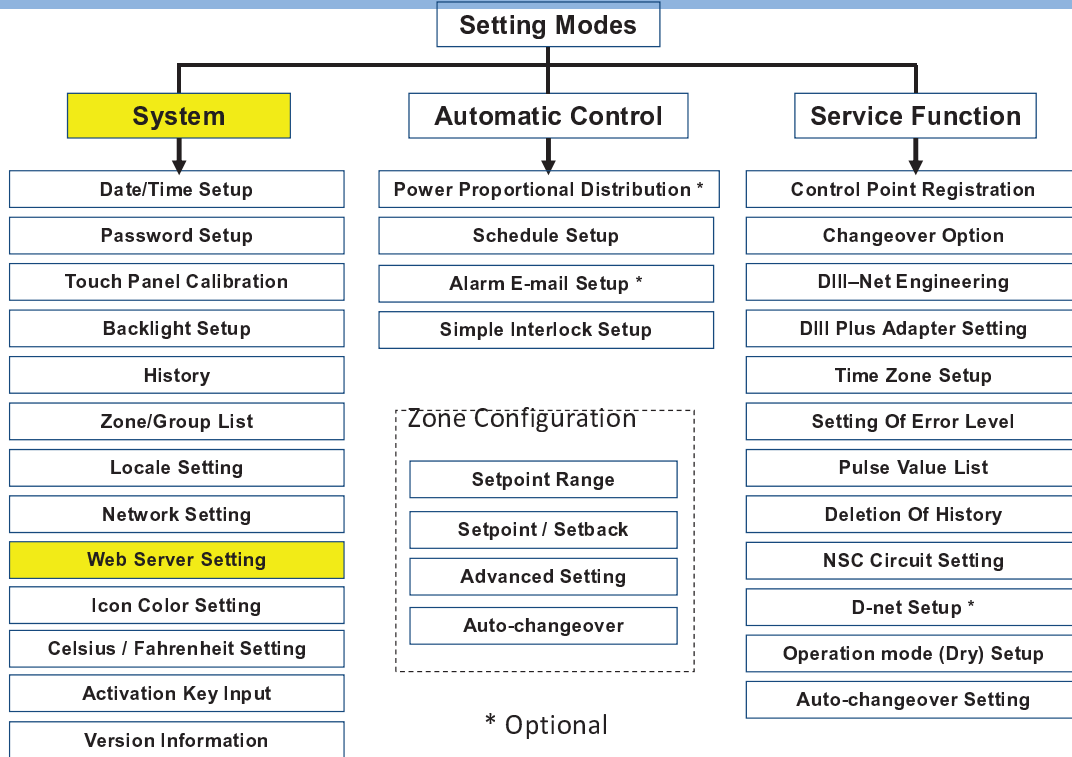 Setting Modes
System
Date/Time Setup
Password Setup
Touch Panel Calibration
Backlight Setup
History
Zone/Group List
Locale Setting
Network Setting
Web Server Setting
Icon Color Setting
Celsius / Fahrenheit Setting
Activation Key Input
Version Information
Automatic Control
Power Proportional Distribution *
Schedule Setup
Alarm E-mail Setup *
Simple Interlock Setup
Zone Configuration
Setpoint Range
Setpoint / Setback
Advanced Setting
Auto-changeover
* Optional
Service Function
Control Point Registration
Changeover Option
DIII–Net Engineering
DIII Plus Adapter Setting
Time Zone Setup
Setting Of Error Level
Pulse Value List
Deletion Of History
NSC Circuit Setting
D-net Setup *
Operation mode (Dry) Setup
Auto-changeover Setting